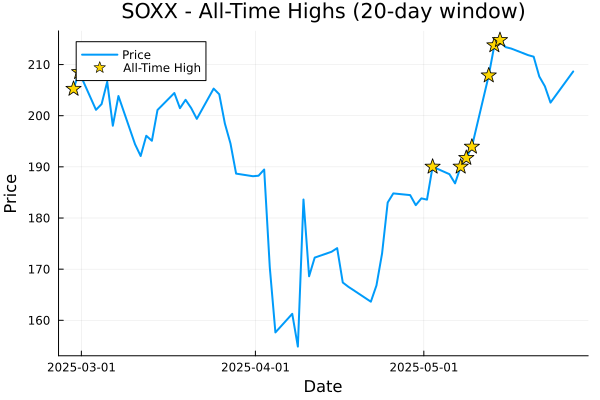 SOXX - All-Time Highs (20-day window)
Price
All-Time High
210
200
190
180
170
160
Price
2025-03-01
2025-04-01
2025-05-01
Date